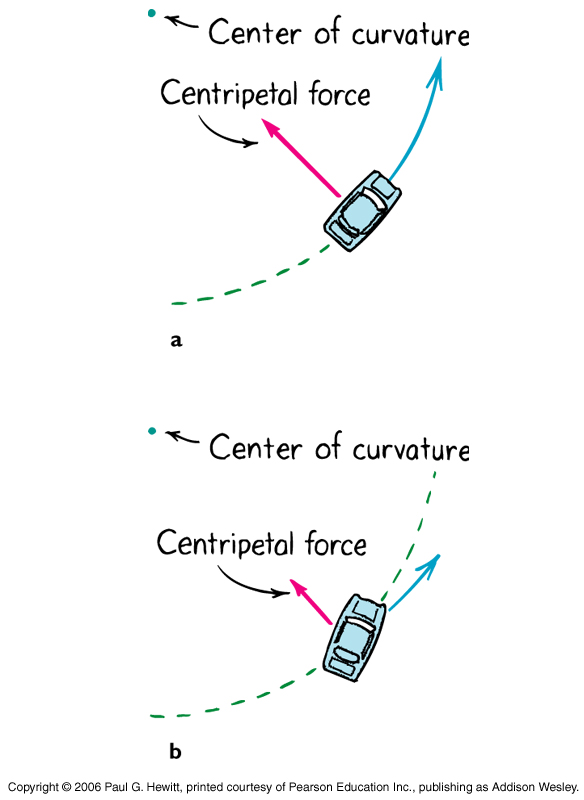 Center of curvature
Centripetal force
a
Center of curvature
Centripetal force
b
Copyright © 2006 Paul G. Hewitt, printed courtesy of Pearson Education Inc., publishing as Addison Wesley.